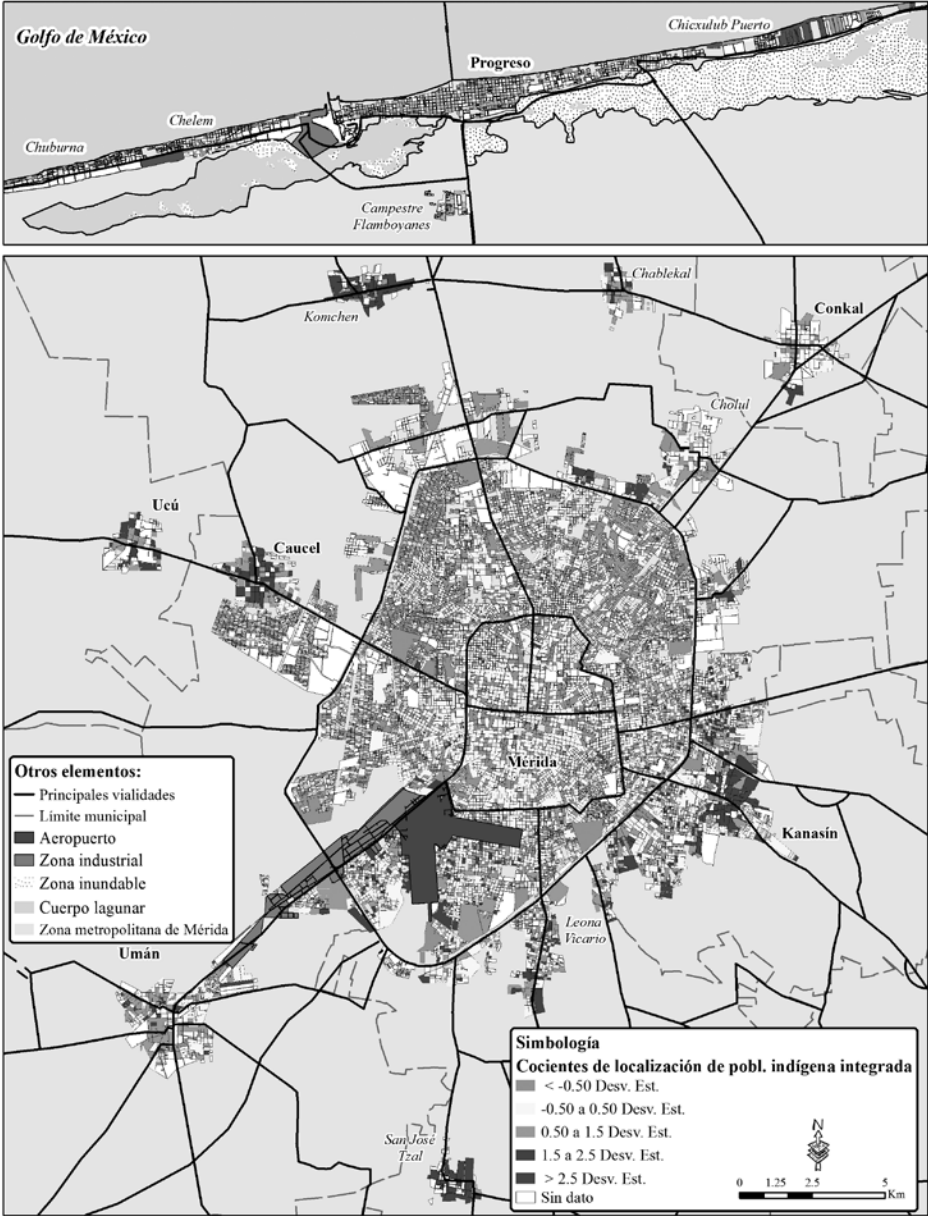 Golfo de México
Chicxulub Puerto
Progreso
Chelem
Chuburna
Campestre
Flamboyanes
Chablekal
Komchen
Conkal
Cholul
Ucú
Caucel
Mérida
Otros elementos:
Principales vialidades
Límite municipal
Aeropuerto
Zona industrial
Zona inundable
Cuerpo lagunar
Zona metropolitana de Mérida
Kanasín
Leona
Vicario
Umán
Simbología
Cocientes de localización de pobl. indígena integrada
< -0.50 Desv. Est.
-0.50 a 0.50 Desv. Est.
0.50 a 1.5 Desv. Est.
1.5 a 2.5 Desv. Est.
> 2.5 Desv. Est.
Sin dato
N
0 1.25 2.5 5
Km
San José
Tzal